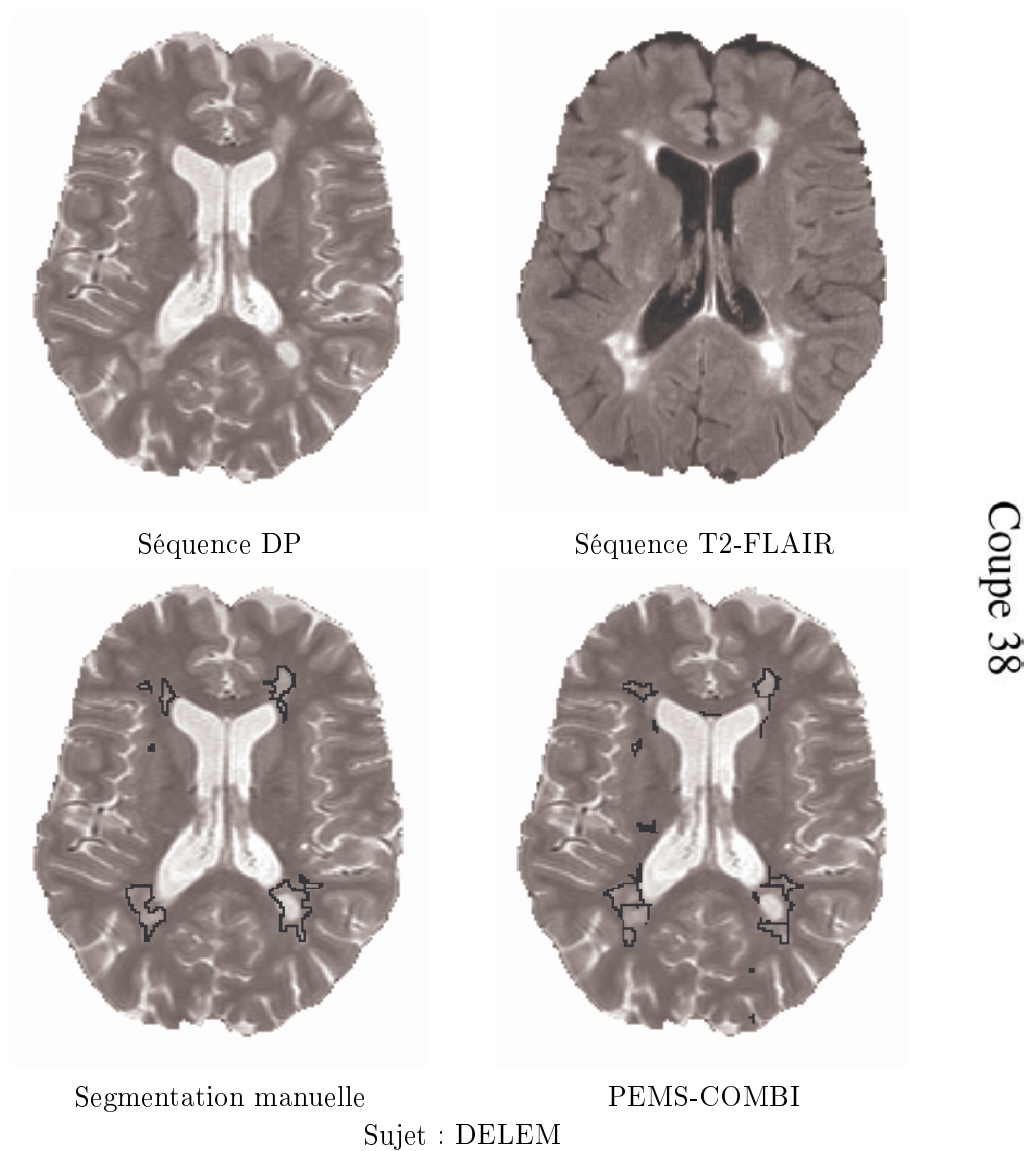 Séquence DP
Séquence T2-FLAIR
Coupe 38
Segmentation manuelle
PEMS-COMBI
Sujet : DELEM